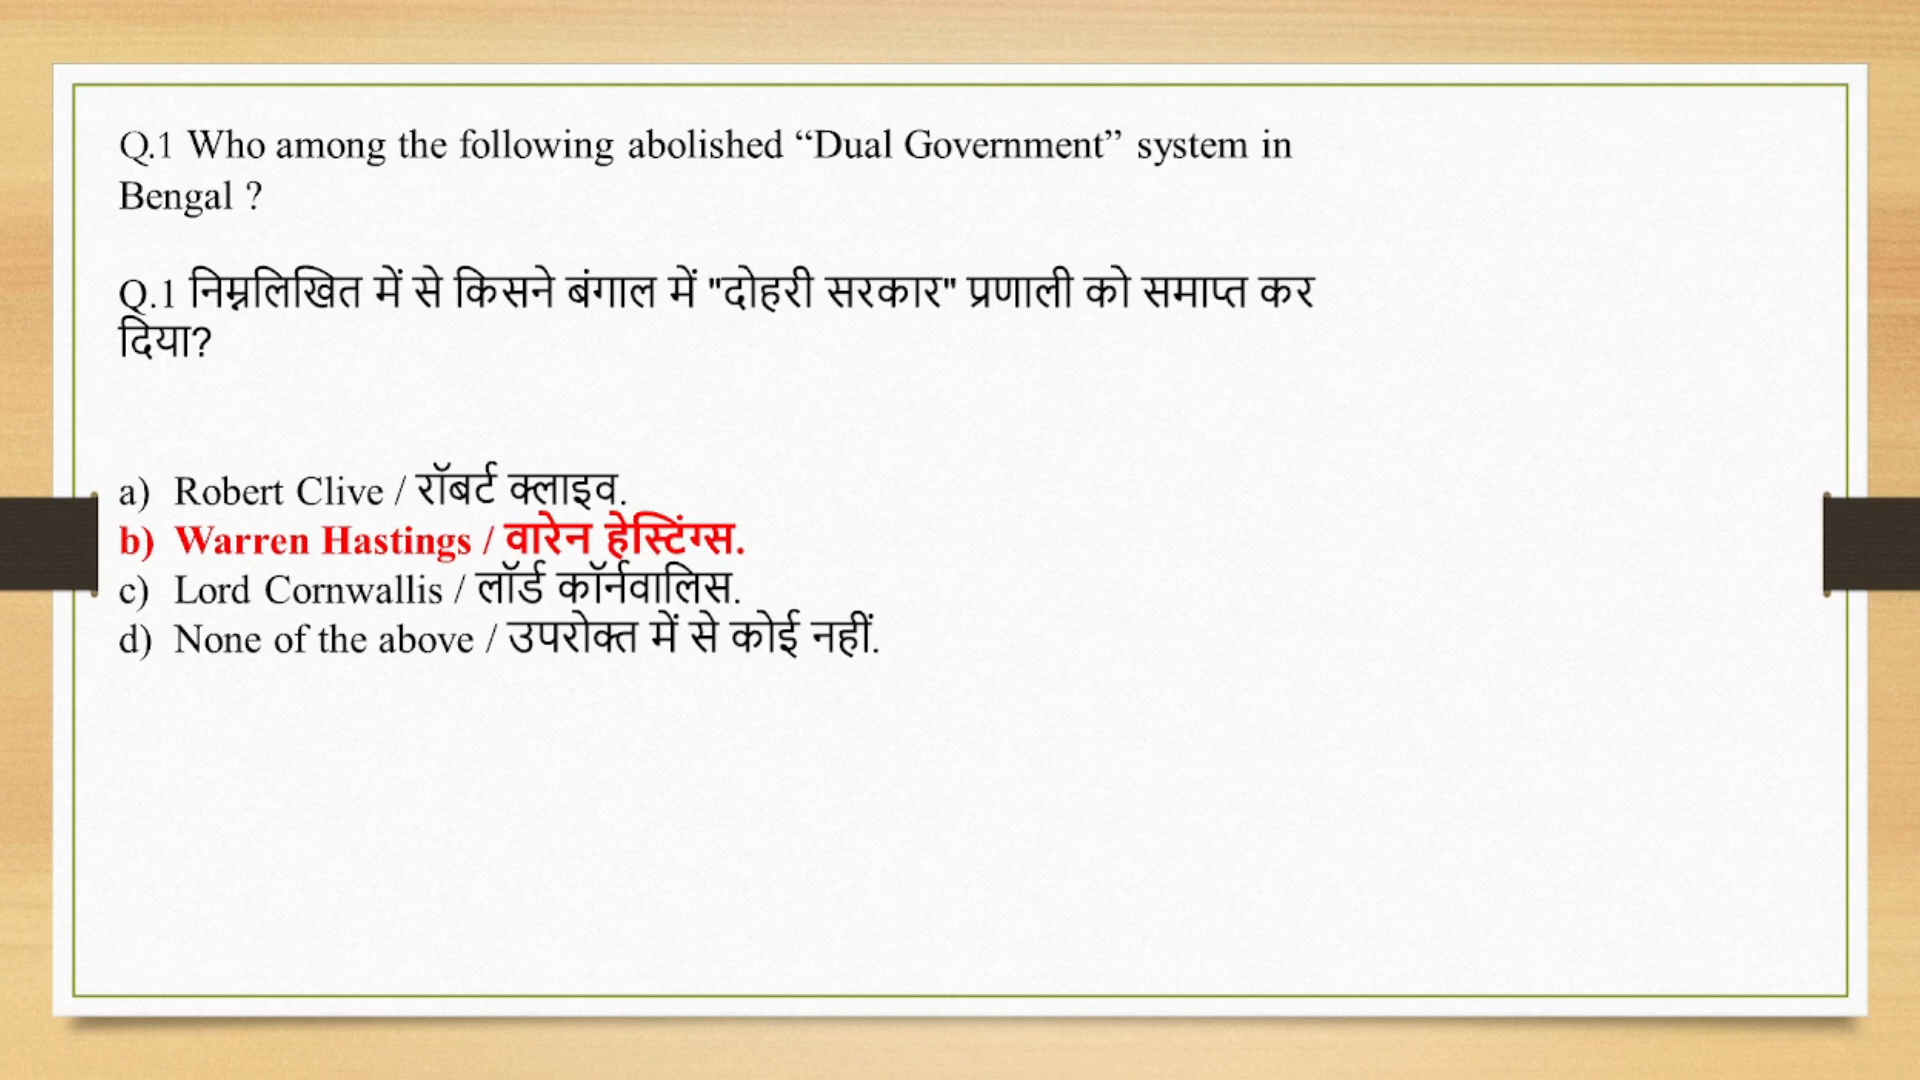 Q.1 Who among the following abolished “Dual Government” system in
Bengal ?
Q.1 निम्नलिखित में से किसने बंगाल में "दोहरी सरकार" प्रणाली को समाप्त कर
दिया?
a) Robert Clive / रॉबर्ट क्लाइव.
b) Warren Hastings / वारेन हेस्टिंग्स.
c) Lord Cornwallis / लॉर्ड कॉर्नवालिस.
d) None of the above / उपरोक्त में से कोई नहीं.